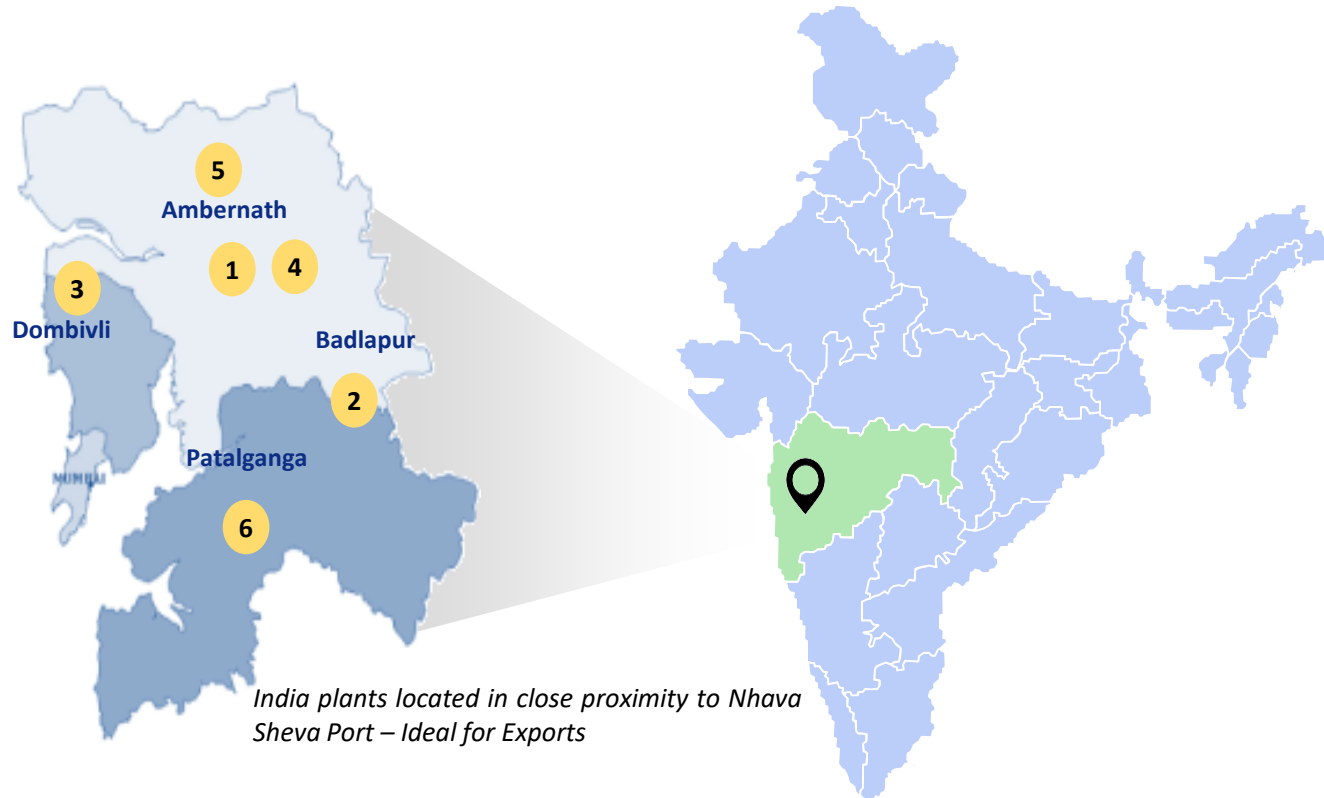 5
Ambernath
1
4
3
Dombivli
Badlapur
2
Patalganga
MUMBAI
6
India plants located in close proximity to Nhava
Sheva Port – Ideal for Exports